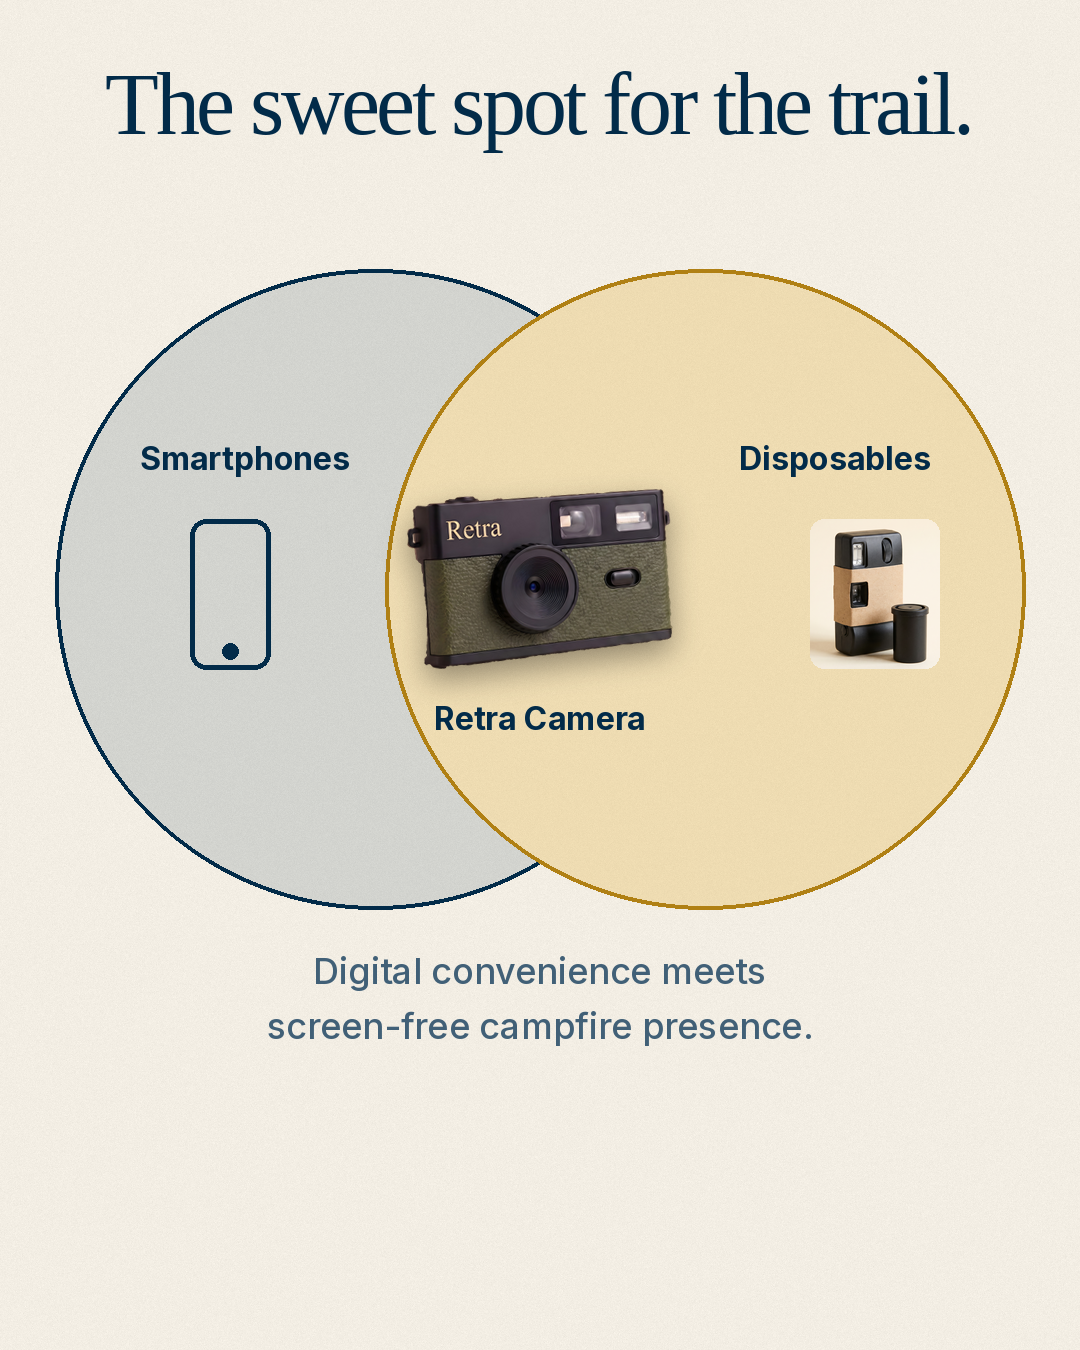 The sweet spot for the trail.
Smartphones
Disposables
Retra
Retra Camera
Digital convenience meets
screen-free campfire presence.